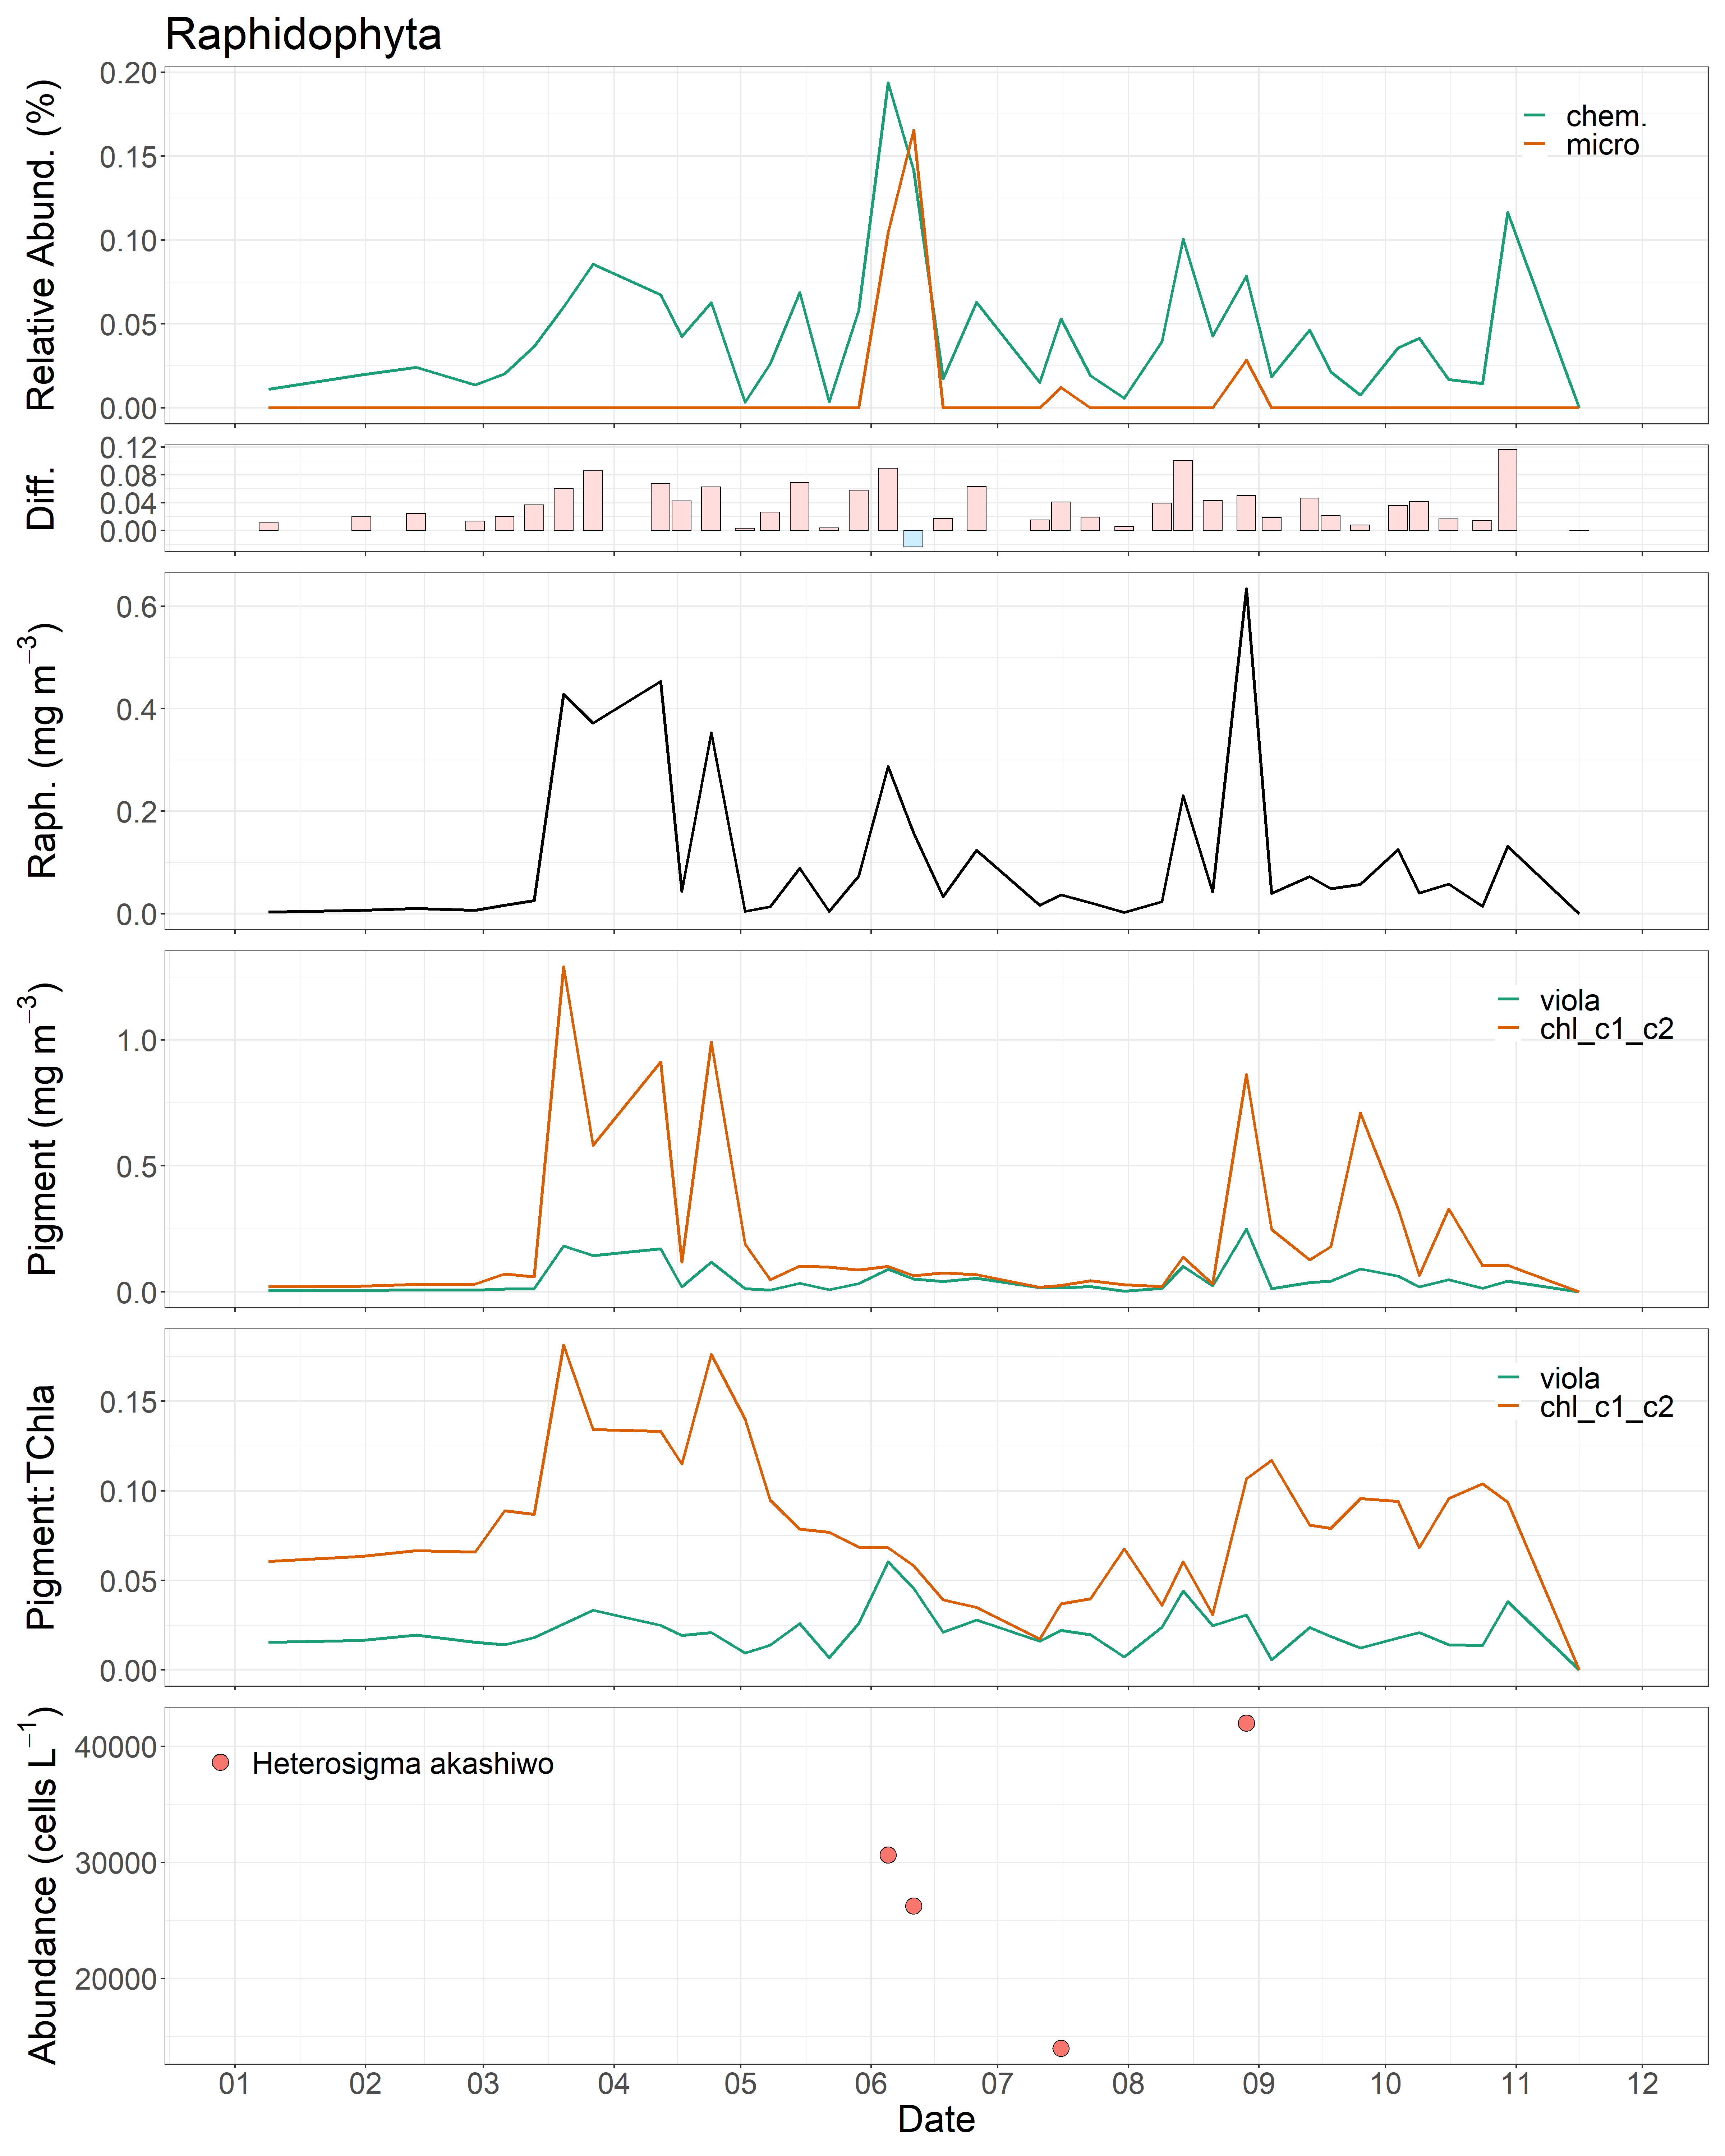 Raphidophyta
Relative Abund. (%)
0.20
0.15
0.10
0.05
0.00
chem.
micro
Diff.
0.12
0.08
0.04
0.00
Raph. (mg m⁻³)
0.6
0.4
0.2
0.0
Pigment (mg m⁻³)
1.0
0.5
0.0
viola
chl_c1_c2
Pigment:TChla
0.15
0.10
0.05
0.00
viola
chl_c1_c2
Abundance (cells L⁻¹)
40000
30000
20000
Heterosigma akashiwo
01 02 03 04 05 06 07 08 09 10 11 12
Date